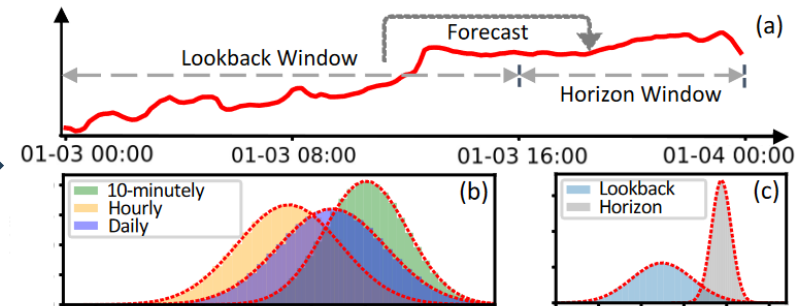 (a)
Forecast
Lookback Window
Horizon Window
01-03 00:00 01-03 08:00 01-03 16:00 01-04 00:00
(b)
10-minutely
Hourly
Daily
(c)
Lookback
Horizon